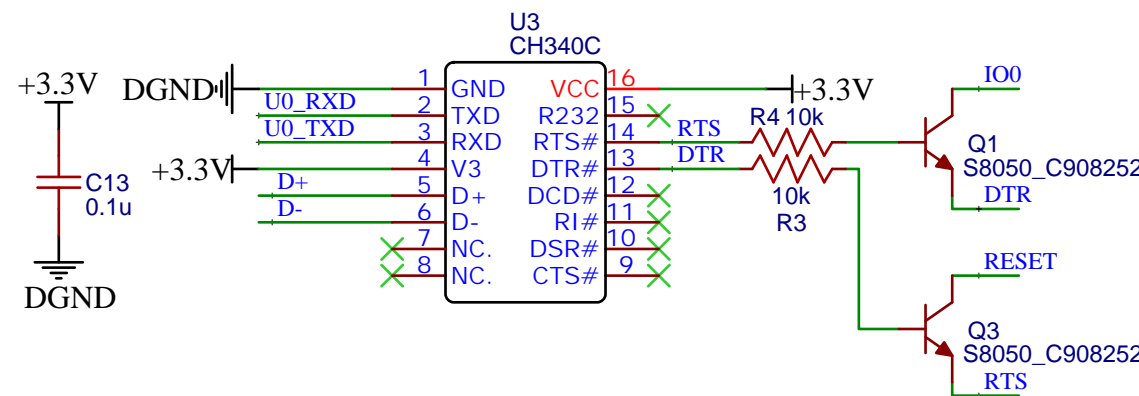 U3
CH340C
+3.3V
DGND
C13
0.1u
DGND
U0_RXD
U0_TXD
+3.3V
D+
D-
1 GND
2 TXD
3 RXD
4 V3
5 D+
6 D-
7 NC.
8 NC.
VCC 16
R232 15
RTS# 14
DTR# 13
DCD# 12
RI# 11
DSR# 10
CTS# 9
+3.3V
RTS
DTR
R4 10k
10k
R3
IO0
Q1
S8050_C908252
DTR
RESET
Q3
S8050_C908252
RTS